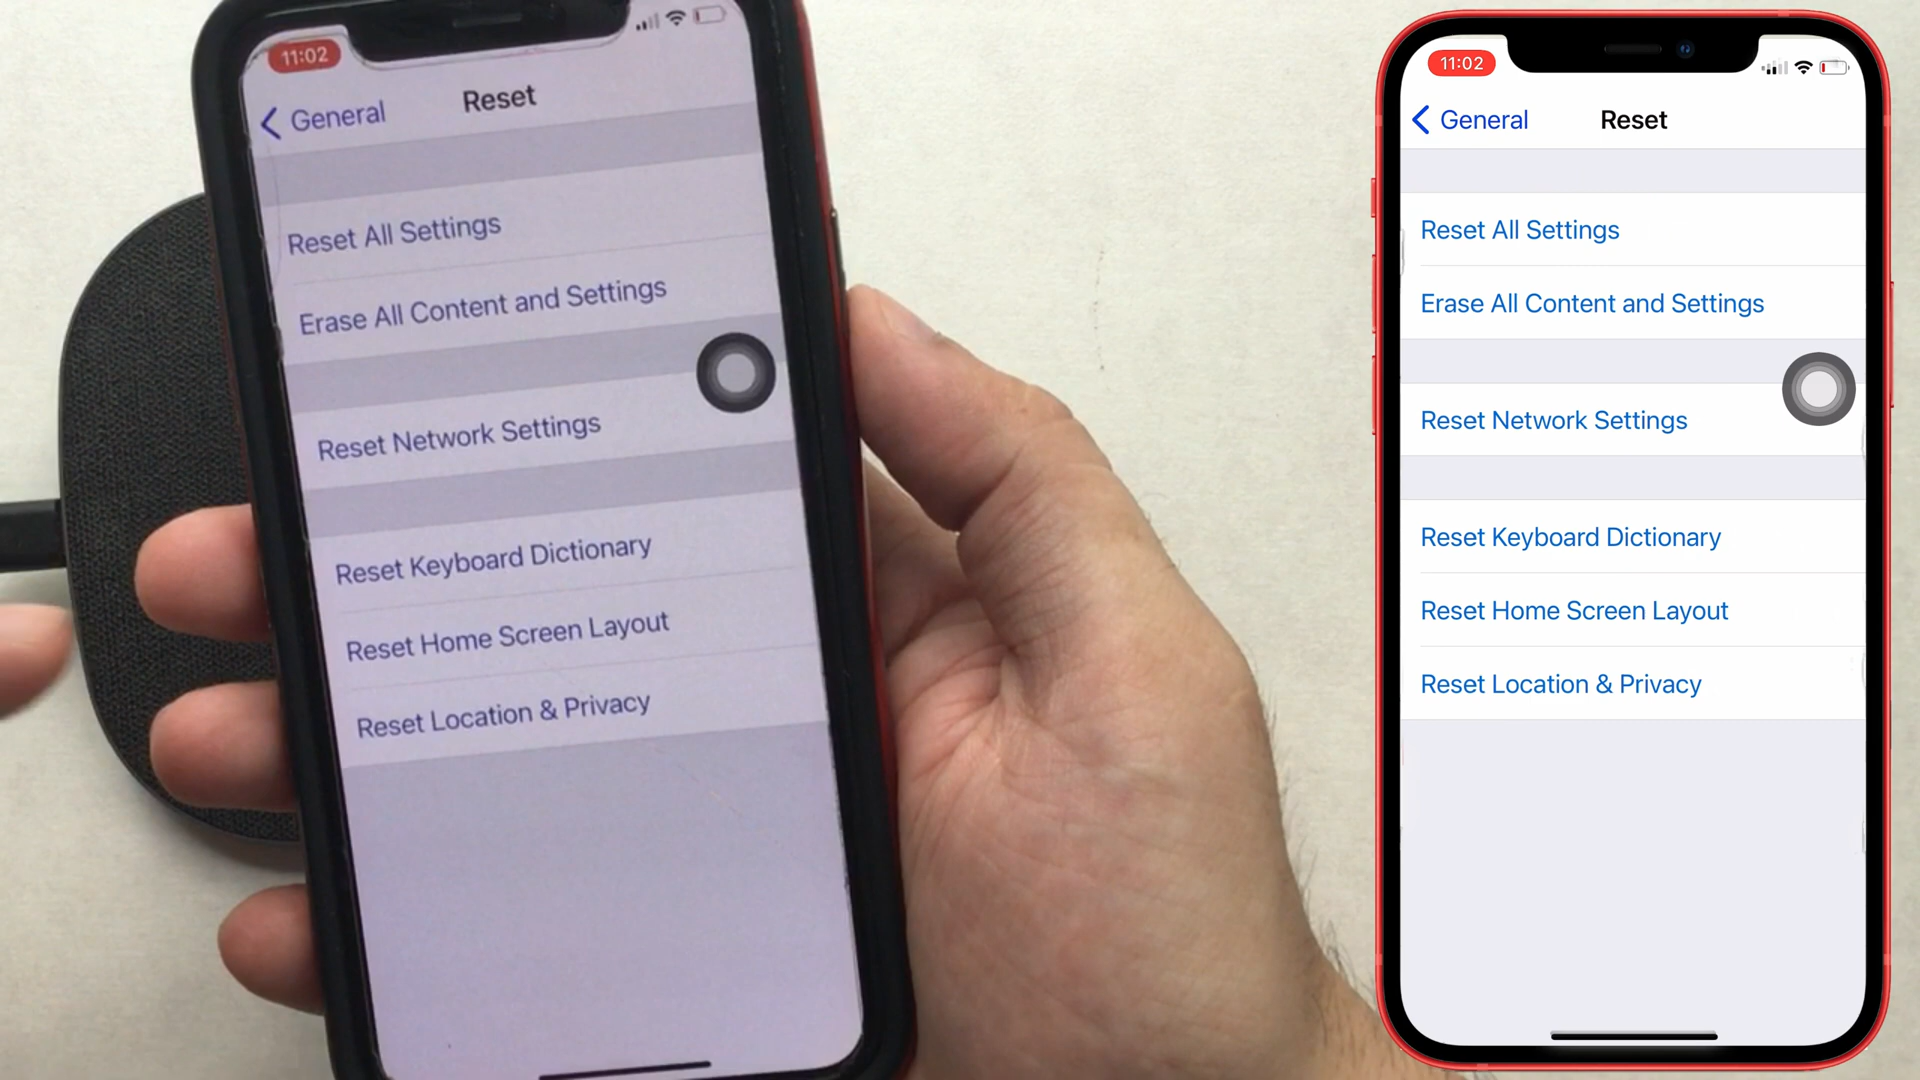 11:02
General
Reset
Reset All Settings
Erase All Content and Settings
Reset Network Settings
Reset Keyboard Dictionary
Reset Home Screen Layout
Reset Location & Privacy
11:02
General
Reset
Reset All Settings
Erase All Content and Settings
Reset Network Settings
Reset Keyboard Dictionary
Reset Home Screen Layout
Reset Location & Privacy